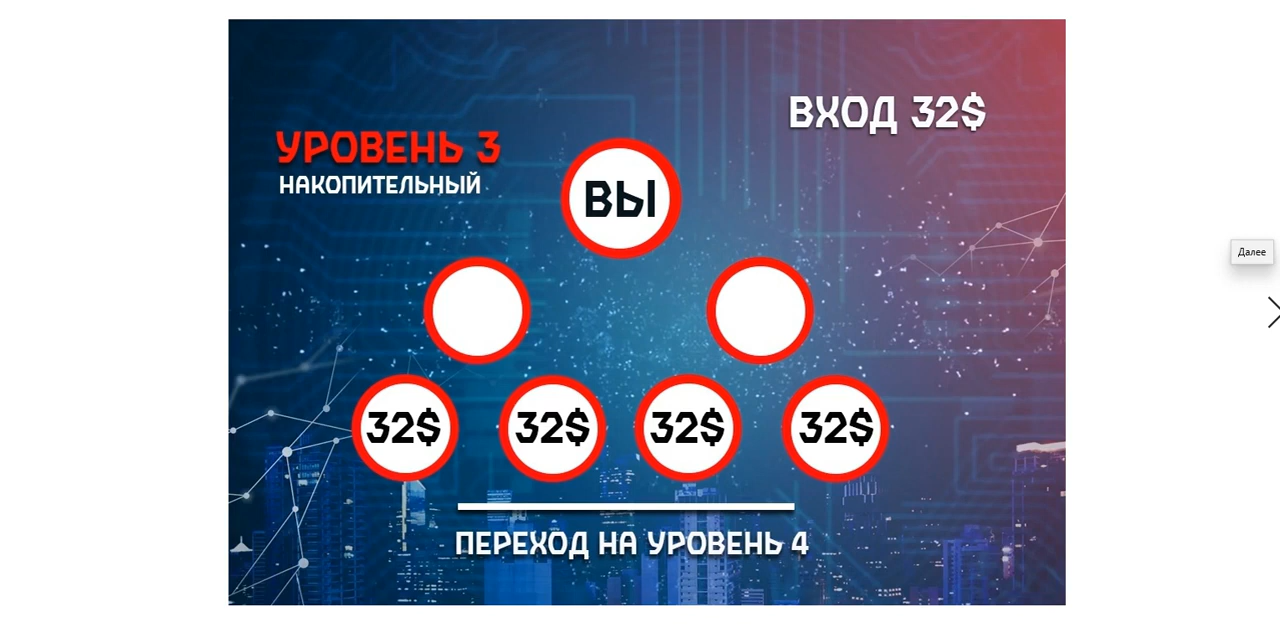 ВХОД 32$
УРОВЕНЬ 3
НАКОПИТЕЛЬНЫЙ
ВЫ
Далее
32$ 32$ 32$ 32$
ПЕРЕХОД НА УРОВЕНЬ 4